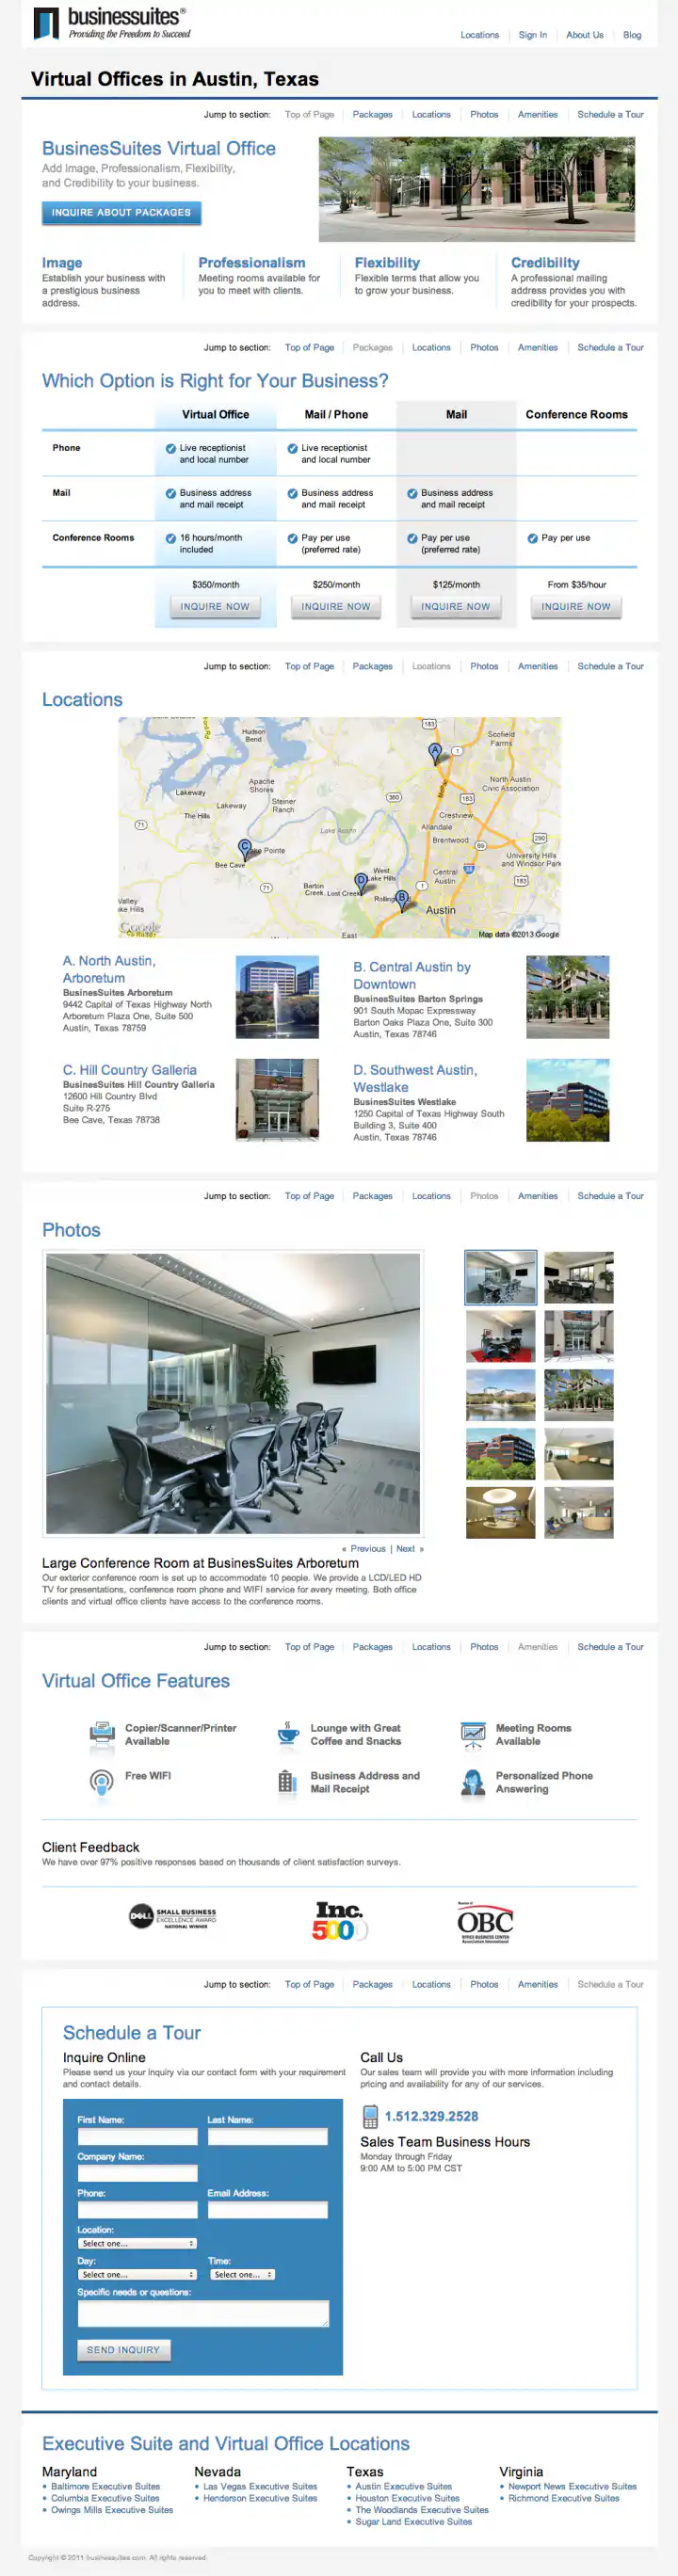 businessuites®
Providing the Freedom to Succeed
Locations
Sign In
About Us
Blog
Virtual Offices in Austin, Texas
Jump to section: Top of Page Packages Locations Photos Amenities Schedule a Tour
BusinesSuites Virtual Office
Add Image, Professionalism, Flexibility,
and Credibility to your business.
INQUIRE ABOUT PACKAGES
Image
Establish your business with
a prestigious business
address.
Professionalism
Meeting rooms available for
you to meet with clients.
Flexibility
Flexible terms that allow you
to grow your business.
Credibility
A professional mailing
address provides you with
credibility for your prospects.
Jump to section: Top of Page Packages Locations Photos Amenities Schedule a Tour
Which Option is Right for Your Business?
Virtual Office Mail / Phone Mail Conference Rooms
Phone
Live receptionist
and local number
Live receptionist
and local number
Mail
Business address
and mail receipt
Business address
and mail receipt
Business address
and mail receipt
Conference Rooms
16 hours/month
included
Pay per use
(preferred rate)
Pay per use
(preferred rate)
Pay per use
$350/month $250/month $125/month From $35/hour
INQUIRE NOW INQUIRE NOW INQUIRE NOW INQUIRE NOW
Jump to section: Top of Page Packages Locations Photos Amenities Schedule a Tour
Locations
183
Scofield
Farms
Hudson
Bend
A
1
Apache
Shores
North Austin
Civic Association
Lakeway
Steiner
Ranch
360
183
Lakeway
The Hills
Crestview
71
Lake Austin
Allandale
Brentwood
69
290
C
Pointe
Bee Cave
University Hills
and Windsor Park
West
Lake Hills
Central
Austin
35
183
71
Barton
Creek
Lost Creek
D
Rolling
B
1
Austin
Valley
East
Google
Map data ©2013 Google
A. North Austin,
Arboretum
BusinesSuites Arboretum
9442 Capital of Texas Highway North
Arboretum Plaza One, Suite 500
Austin, Texas 78759
B. Central Austin by
Downtown
BusinesSuites Barton Springs
901 South Mopac Expressway
Barton Oaks Plaza One, Suite 300
Austin, Texas 78746
C. Hill Country Galleria
BusinesSuites Hill Country Galleria
12600 Hill Country Blvd
Suite R-275
Bee Cave, Texas 78738
D. Southwest Austin,
Westlake
BusinesSuites Westlake
1250 Capital of Texas Highway South
Building 3, Suite 400
Austin, Texas 78746
Jump to section: Top of Page Packages Locations Photos Amenities Schedule a Tour
Photos
« Previous | Next »
Large Conference Room at BusinesSuites Arboretum
Our exterior conference room is set up to accommodate 10 people. We provide a LCD/LED HD
TV for presentations, conference room phone and WIFI service for every meeting. Both office
clients and virtual office clients have access to the conference rooms.
Jump to section: Top of Page Packages Locations Photos Amenities Schedule a Tour
Virtual Office Features
Copier/Scanner/Printer
Available
Lounge with Great
Coffee and Snacks
Meeting Rooms
Available
Free WIFI
Business Address and
Mail Receipt
Personalized Phone
Answering
Client Feedback
We have over 97% positive responses based on thousands of client satisfaction surveys.
DELL
SMALL BUSINESS
EXCELLENCE AWARD
NATIONAL WINNER
Inc.
5000
Member of
OBC
OFFICE BUSINESS CENTER
Association International
Jump to section: Top of Page Packages Locations Photos Amenities Schedule a Tour
Schedule a Tour
Inquire Online
Please send us your inquiry via our contact form with your requirement
and contact details.
First Name:
Last Name:
Company Name:
Phone:
Email Address:
Location:
Select one...
Day:
Time:
Select one...
Select one...
Specific needs or questions:
SEND INQUIRY
Call Us
Our sales team will provide you with more information including
pricing and availability for any of our services.
1.512.329.2528
Sales Team Business Hours
Monday through Friday
9:00 AM to 5:00 PM CST
Executive Suite and Virtual Office Locations
Maryland
• Baltimore Executive Suites
• Columbia Executive Suites
• Owings Mills Executive Suites
Nevada
• Las Vegas Executive Suites
• Henderson Executive Suites
Texas
• Austin Executive Suites
• Houston Executive Suites
• The Woodlands Executive Suites
• Sugar Land Executive Suites
Virginia
• Newport News Executive Suites
• Richmond Executive Suites
Copyright © 2011 businessuites.com. All rights reserved.